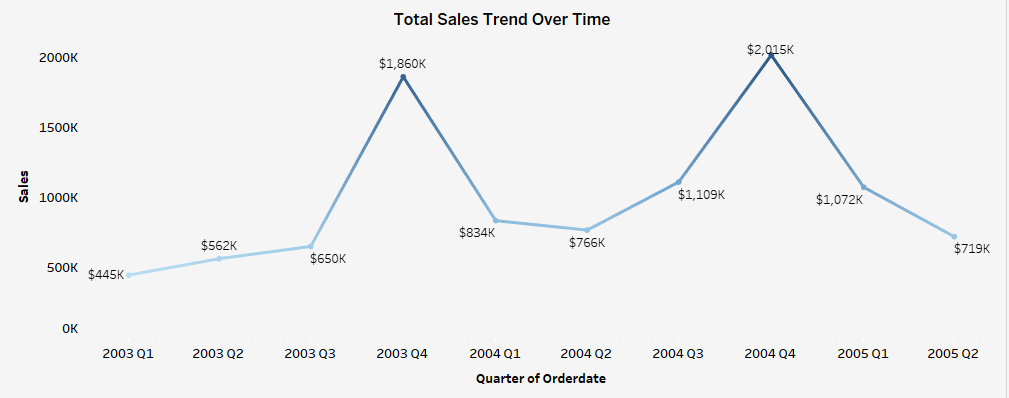 Total Sales Trend Over Time
2000K
1500K
1000K
500K
0K
Sales
$445K
$562K
$650K
$1,860K
$834K
$766K
$1,109K
$2,015K
$1,072K
$719K
2003 Q1 2003 Q2 2003 Q3 2003 Q4 2004 Q1 2004 Q2 2004 Q3 2004 Q4 2005 Q1 2005 Q2
Quarter of Orderdate